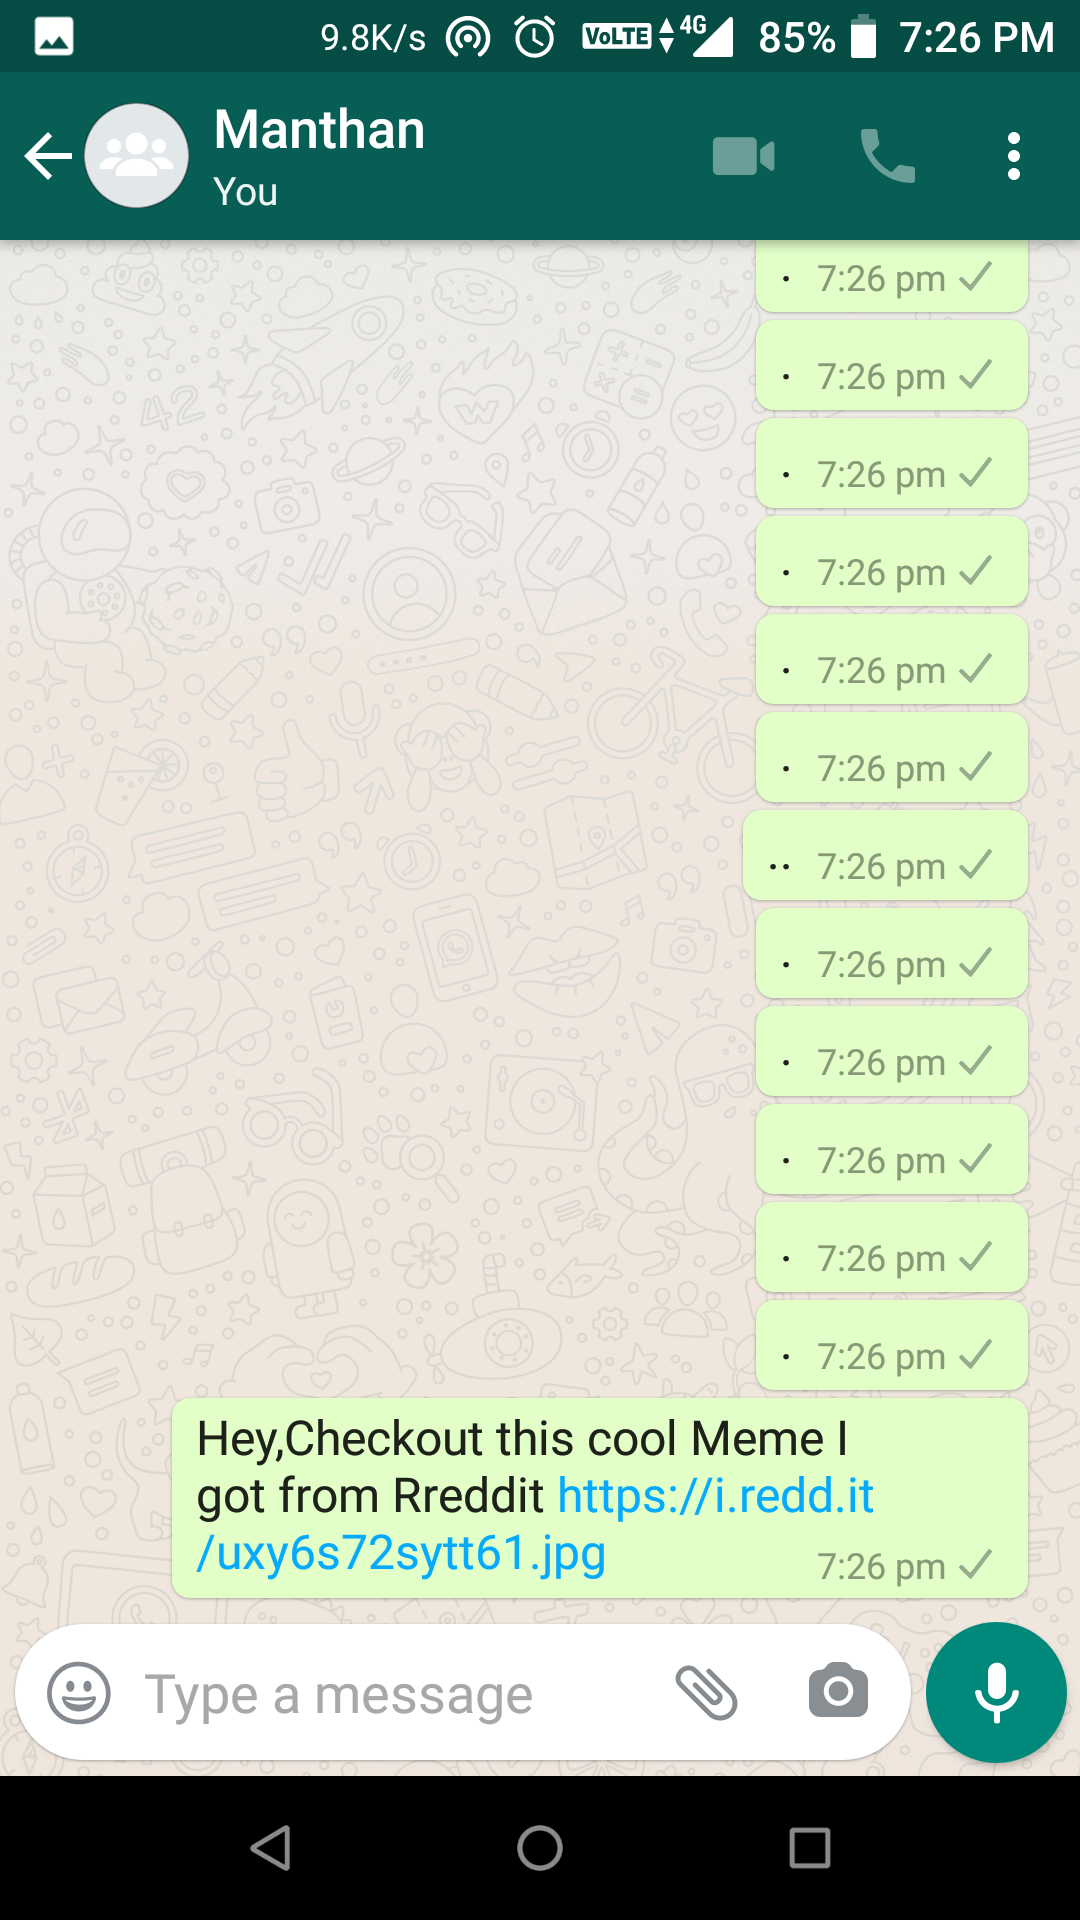 9.8K/s VoLTE 4G 85% 7:26 PM
Manthan
You
. 7:26 pm
. 7:26 pm
. 7:26 pm
. 7:26 pm
. 7:26 pm
. 7:26 pm
.. 7:26 pm
. 7:26 pm
. 7:26 pm
. 7:26 pm
. 7:26 pm
. 7:26 pm
Hey,Checkout this cool Meme I
got from Rreddit https://i.redd.it
/uxy6s72sytt61.jpg
7:26 pm
Type a message